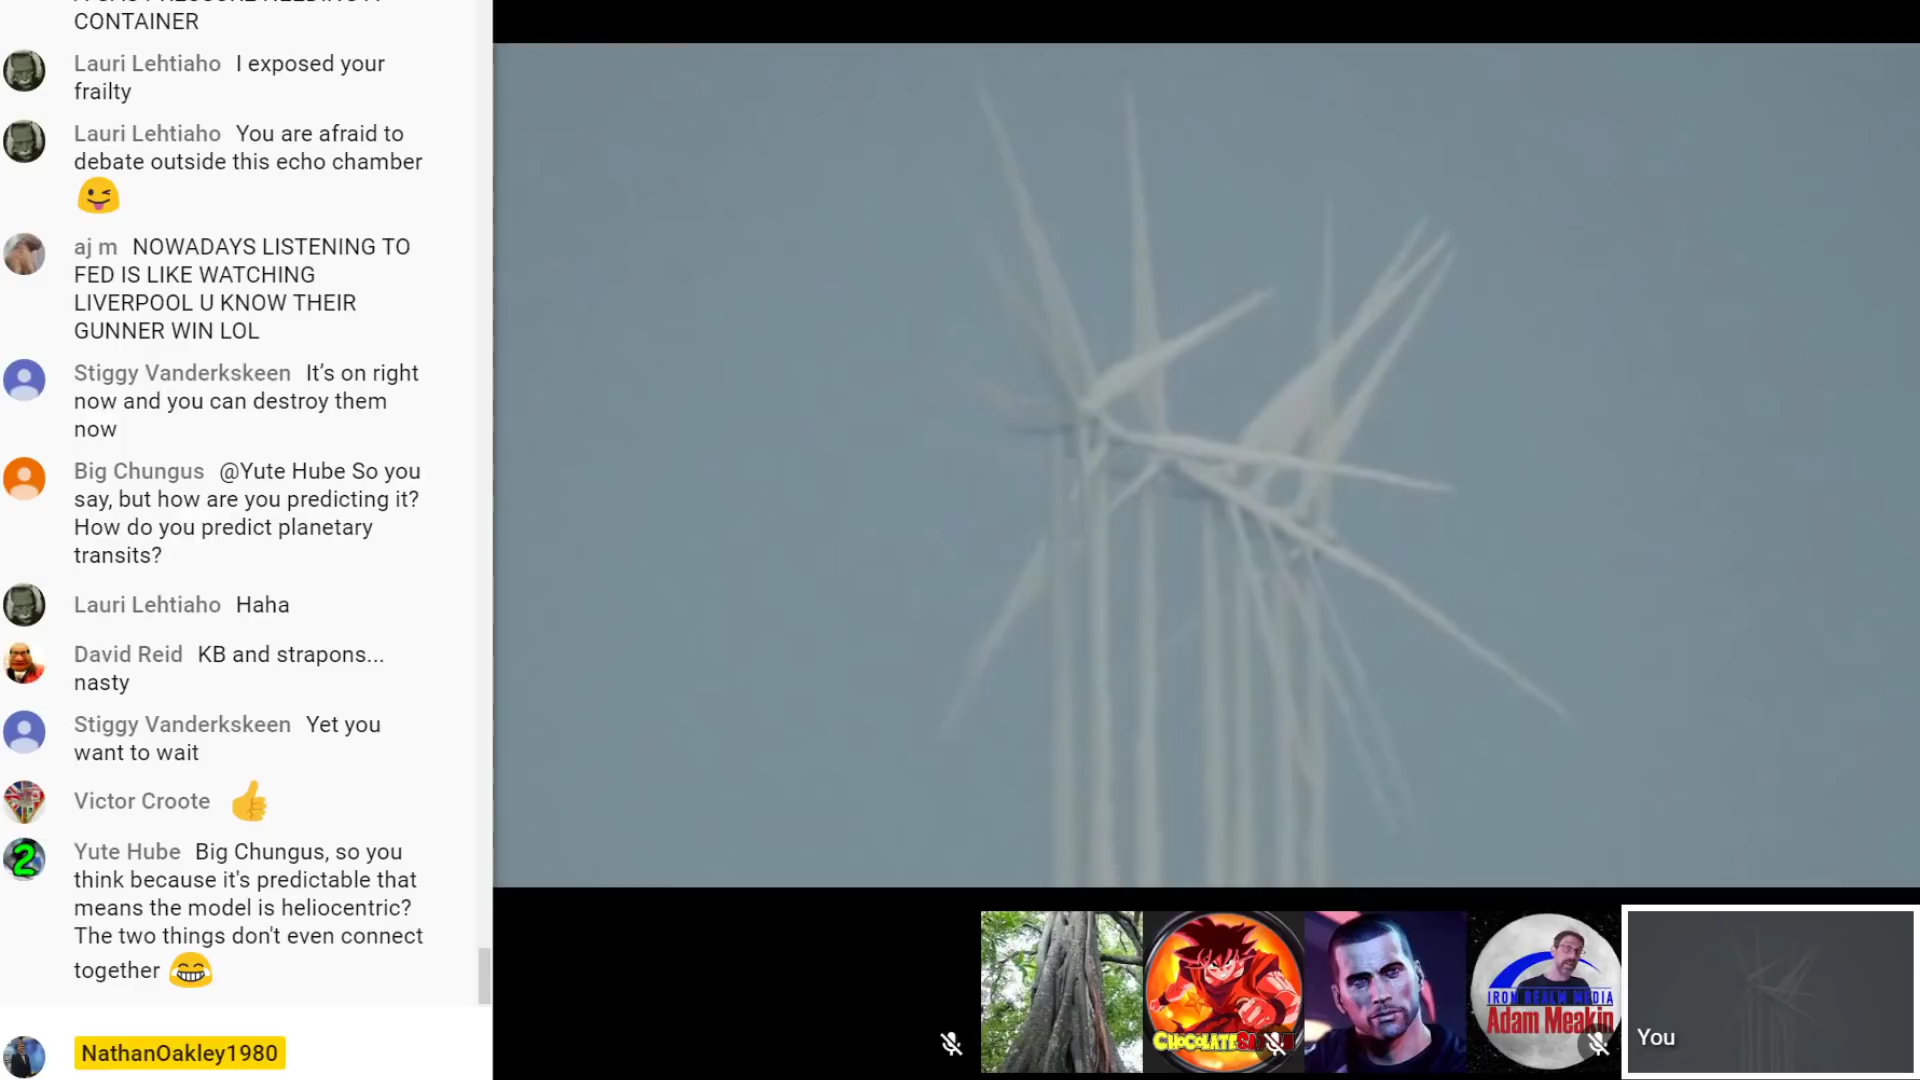 CONTAINER
Lauri Lehtiaho I exposed your
frailty
Lauri Lehtiaho You are afraid to
debate outside this echo chamber
aj m NOWADAYS LISTENING TO
FED IS LIKE WATCHING
LIVERPOOL U KNOW THEIR
GUNNER WIN LOL
Stiggy Vanderkskeen It’s on right
now and you can destroy them
now
Big Chungus @Yute Hube So you
say, but how are you predicting it?
How do you predict planetary
transits?
Lauri Lehtiaho Haha
David Reid KB and strapons...
nasty
Stiggy Vanderkskeen Yet you
want to wait
Victor Croote
2
Yute Hube Big Chungus, so you
think because it's predictable that
means the model is heliocentric?
The two things don't even connect
together
NathanOakley1980
CHOCOLATE
IRON REALM MEDIA
Adam Meakin
You